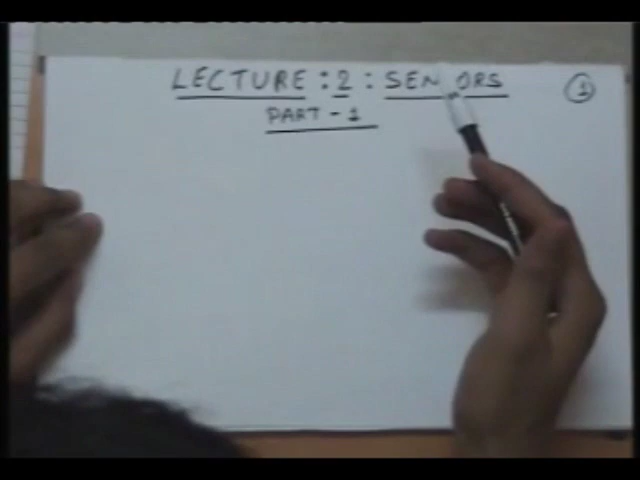 LECTURE : 2 : SENSORS ①
PART - 1